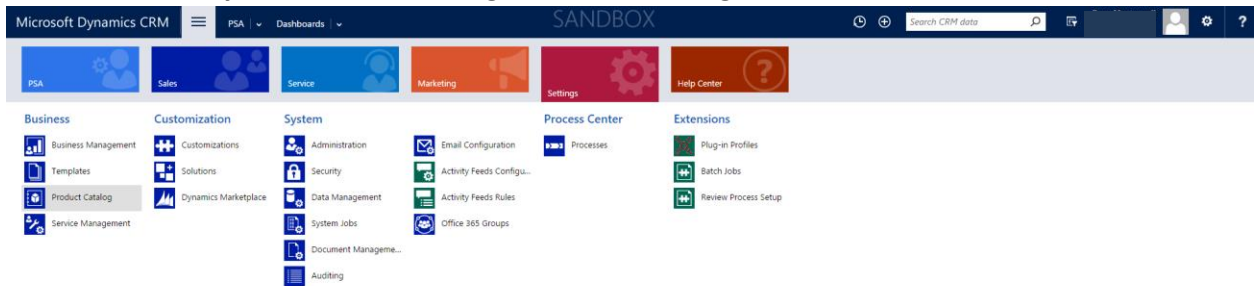 Microsoft Dynamics CRM PSA Dashboards SANDBOX Search CRM data ?
PSA Sales Service Marketing Settings Help Center ?
Business Customization System Process Center Extensions
Business Management Customizations Administration Email Configuration Processes Plug-in Profiles
Templates Solutions Security Activity Feeds Configu... Batch Jobs
Product Catalog Dynamics Marketplace Data Management Activity Feeds Rules Review Process Setup
Service Management System Jobs Office 365 Groups
Document Manageme...
Auditing